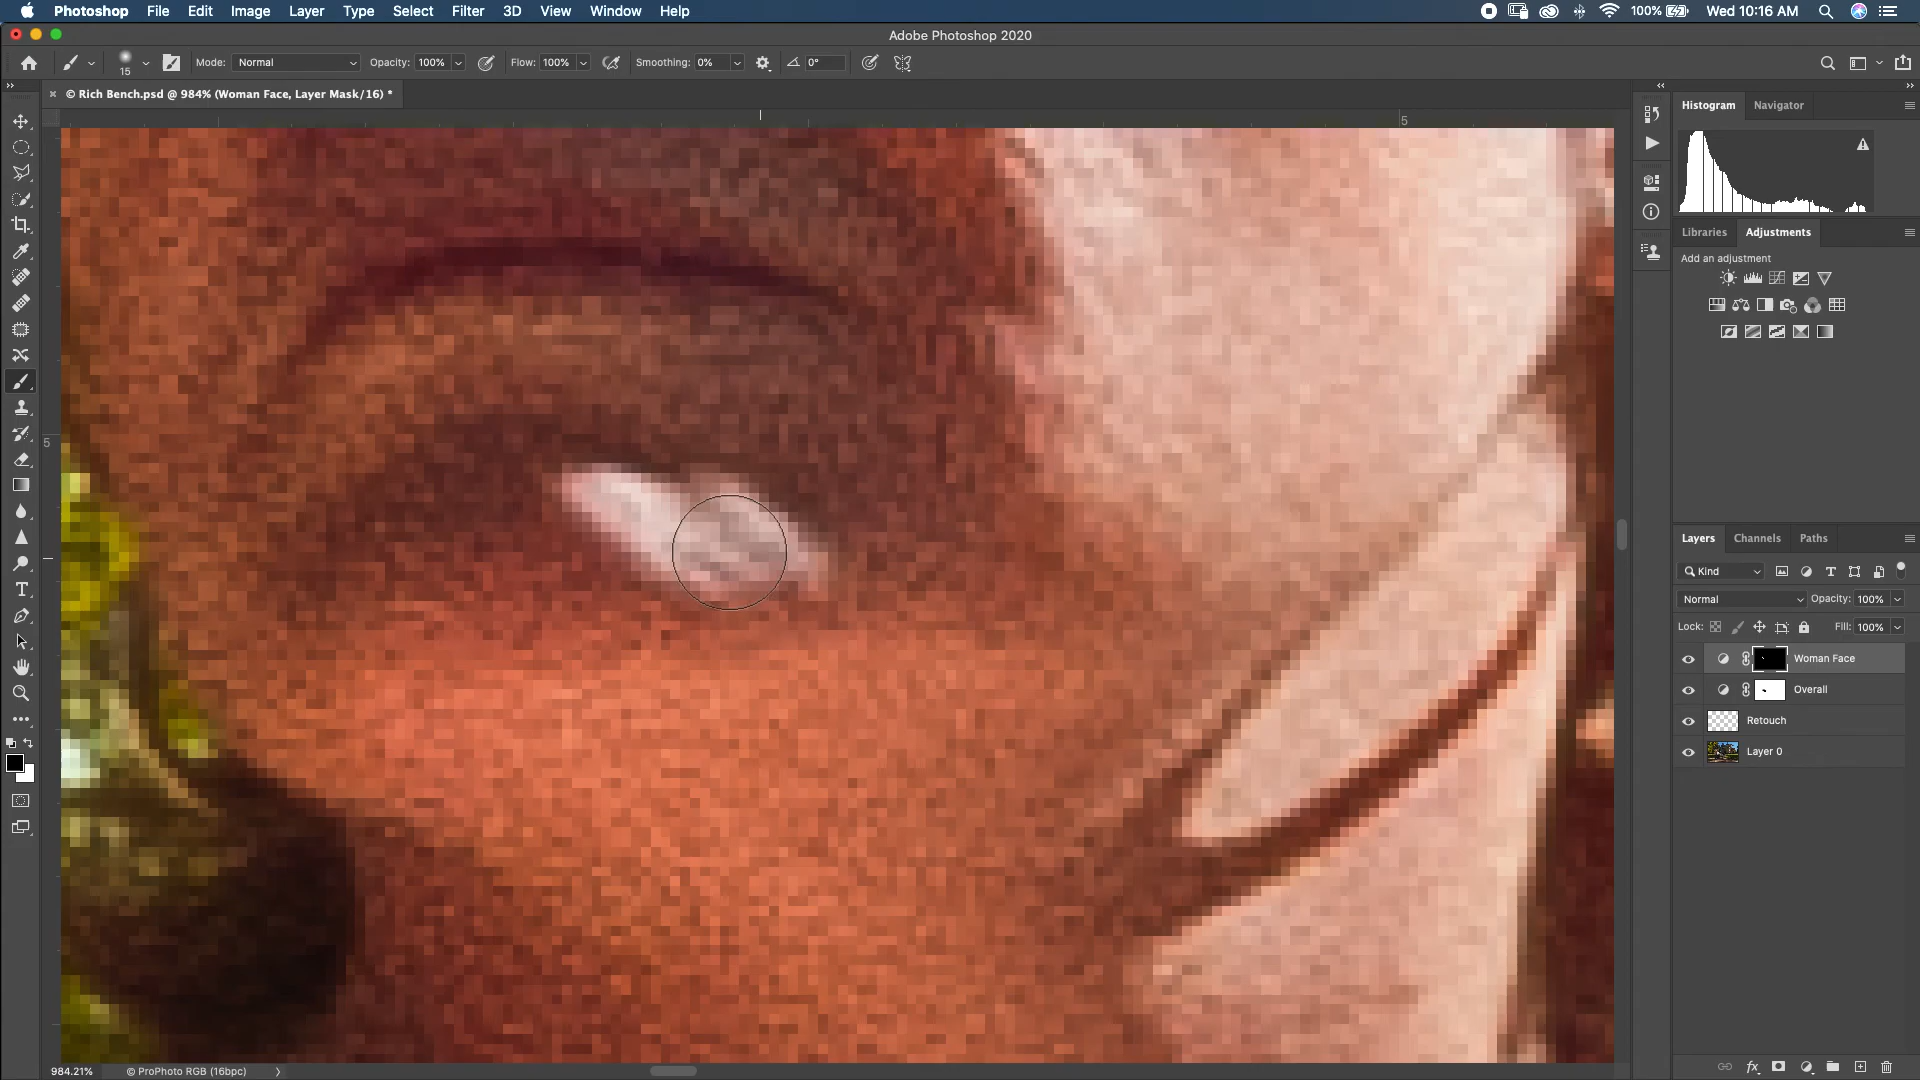 Photoshop File Edit Image Layer Type Select Filter 3D View Window Help 100% Wed 10:16 AM
Adobe Photoshop 2020
15 Mode: Normal Opacity: 100% Flow: 100% Smoothing: 0% 0°
© Rich Bench.psd @ 984% (Woman Face, Layer Mask/16) *
5
5
Histogram Navigator
Libraries Adjustments
Add an adjustment
Layers Channels Paths
Kind
Normal Opacity: 100%
Lock: Fill: 100%
Woman Face
Overall
Retouch
Layer 0
984.21% © ProPhoto RGB (16bpc)